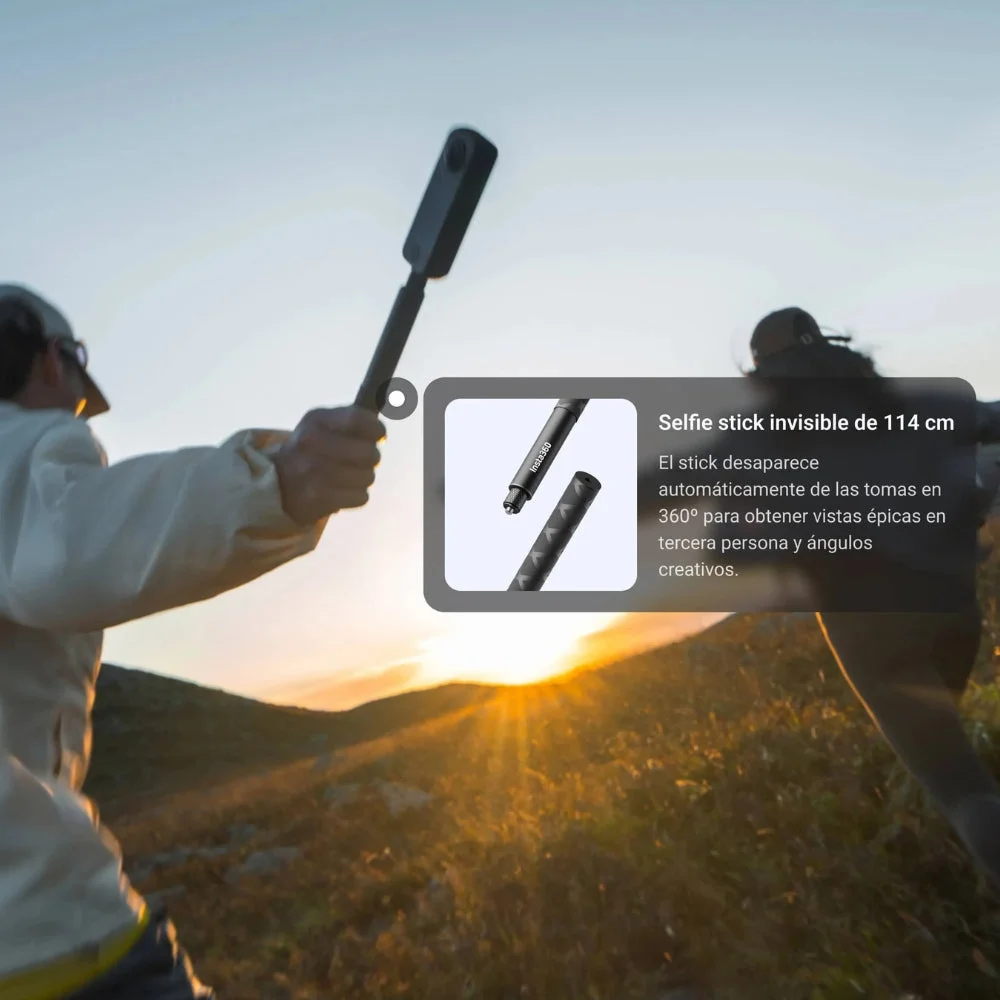 Insta360
Selfie stick invisible de 114 cm
El stick desaparece
automáticamente de las tomas en
360º para obtener vistas épicas en
tercera persona y ángulos
creativos.